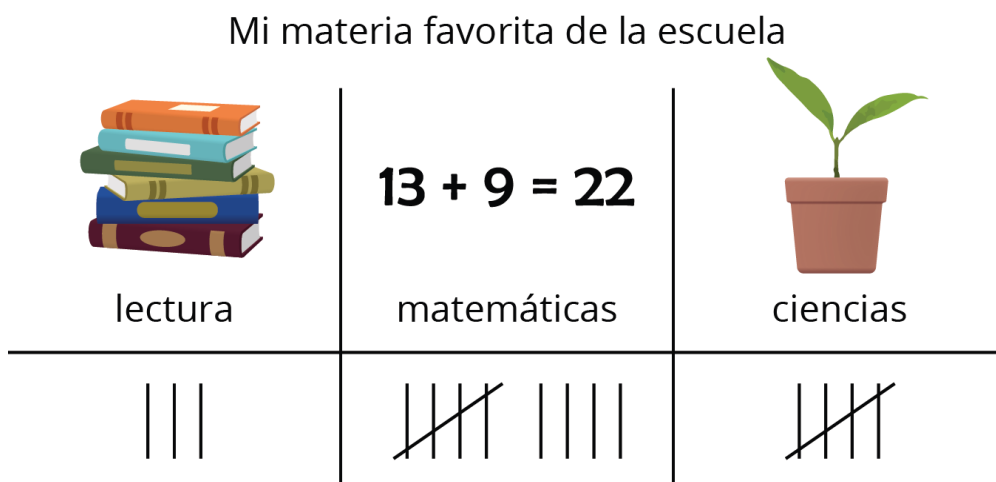 Mi materia favorita de la escuela
13 + 9 = 22
lectura
matemáticas
ciencias